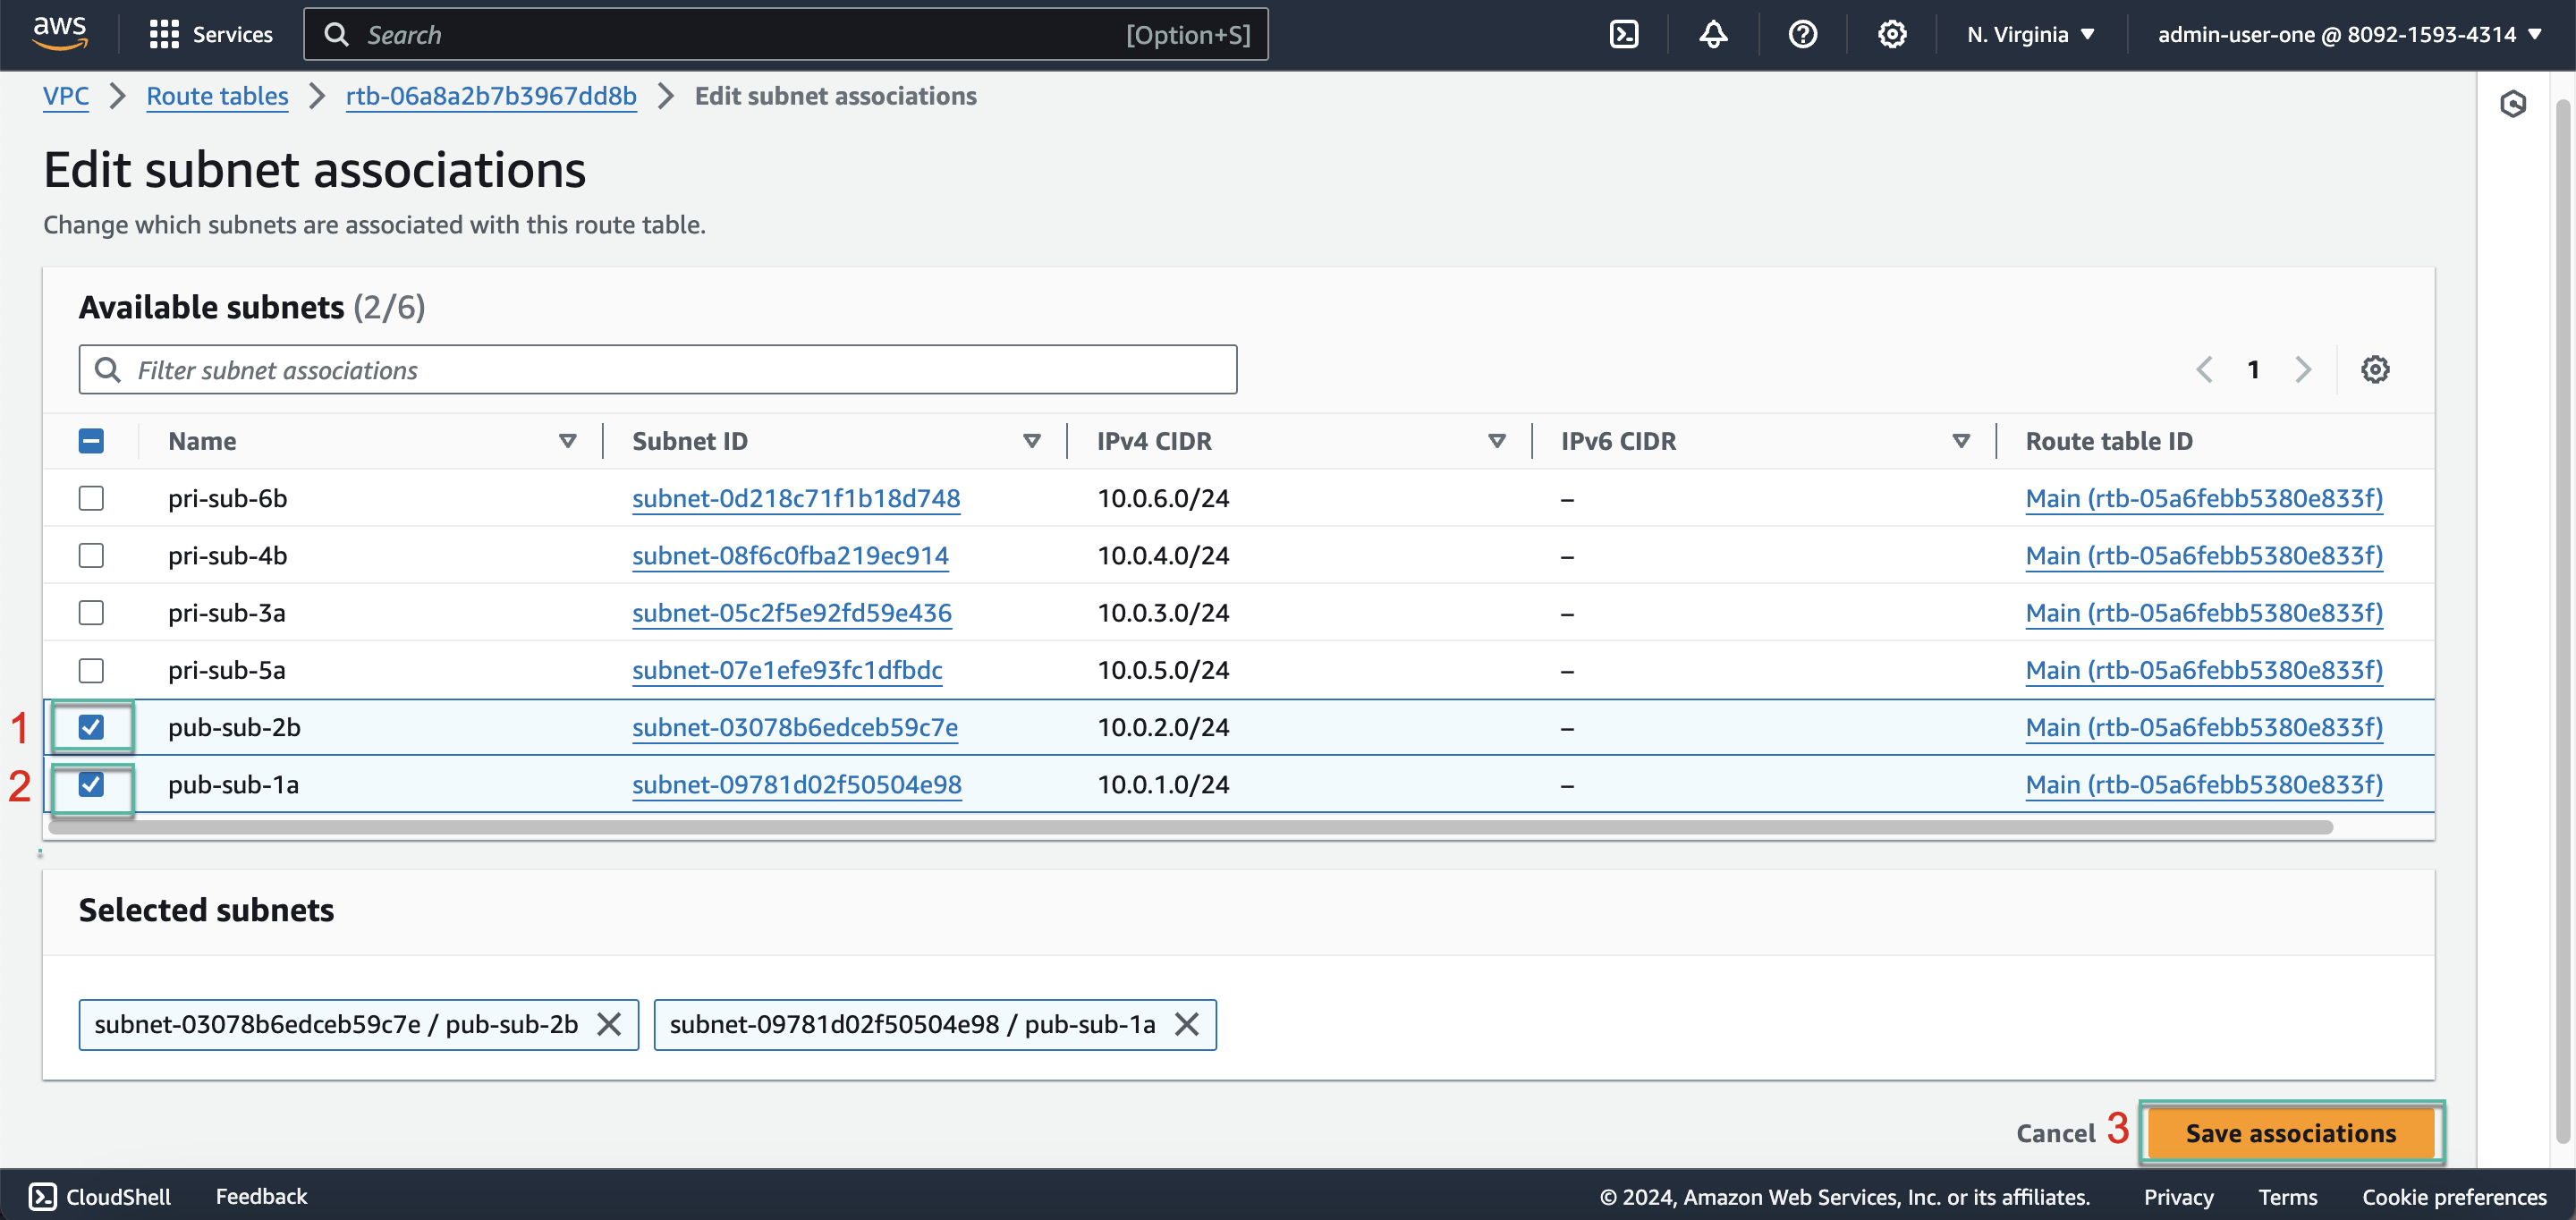 aws Services Search [Option+S] N. Virginia ▼ admin-user-one @ 8092-1593-4314 ▼
VPC > Route tables > rtb-06a8a2b7b3967dd8b > Edit subnet associations
Edit subnet associations
Change which subnets are associated with this route table.
Available subnets (2/6)
Filter subnet associations 1
Name Subnet ID IPv4 CIDR IPv6 CIDR Route table ID
pri-sub-6b subnet-0d218c71f1b18d748 10.0.6.0/24 – Main (rtb-05a6febb5380e833f)
pri-sub-4b subnet-08f6c0fba219ec914 10.0.4.0/24 – Main (rtb-05a6febb5380e833f)
pri-sub-3a subnet-05c2f5e92fd59e436 10.0.3.0/24 – Main (rtb-05a6febb5380e833f)
pri-sub-5a subnet-07e1efe93fc1dfbdc 10.0.5.0/24 – Main (rtb-05a6febb5380e833f)
1 pub-sub-2b subnet-03078b6edceb59c7e 10.0.2.0/24 – Main (rtb-05a6febb5380e833f)
2 pub-sub-1a subnet-09781d02f50504e98 10.0.1.0/24 – Main (rtb-05a6febb5380e833f)
Selected subnets
subnet-03078b6edceb59c7e / pub-sub-2b subnet-09781d02f50504e98 / pub-sub-1a
Cancel 3 Save associations
CloudShell Feedback © 2024, Amazon Web Services, Inc. or its affiliates. Privacy Terms Cookie preferences